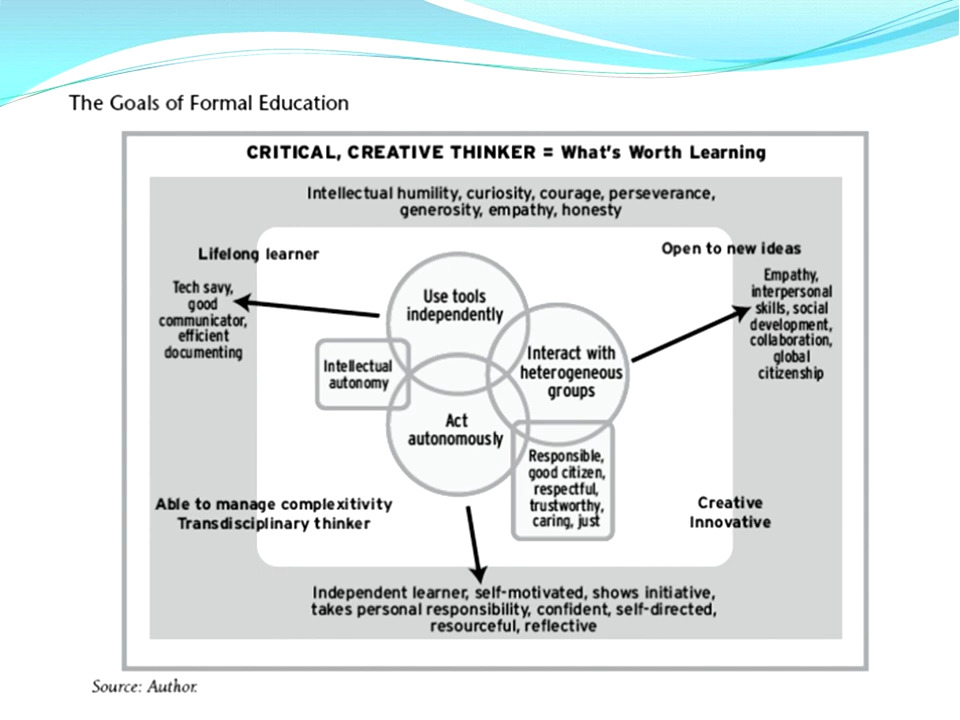 The Goals of Formal Education
CRITICAL, CREATIVE THINKER = What's Worth Learning
Intellectual humility, curiosity, courage, perseverance,
generosity, empathy, honesty
Lifelong learner
Open to new ideas
Tech savy,
good
communicator,
efficient
documenting
Use tools
independently
Empathy,
interpersonal
skills, social
development,
collaboration,
global
citizenship
Intellectual
autonomy
Interact with
heterogeneous
groups
Act
autonomously
Responsible,
good citizen,
respectful,
trustworthy,
caring, just
Able to manage complexitivity
Transdisciplinary thinker
Creative
Innovative
Independent learner, self-motivated, shows initiative,
takes personal responsibility, confident, self-directed,
resourceful, reflective
Source: Author.